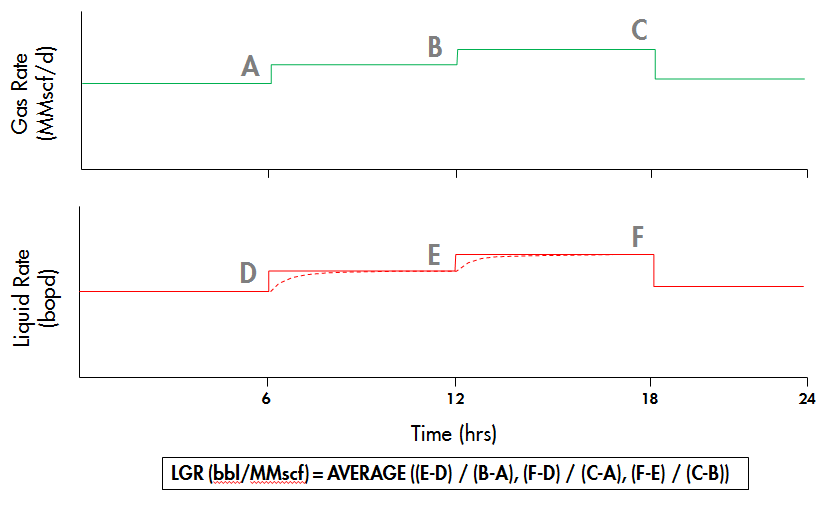 Gas Rate
(MMscf/d)
A
B
C
Liquid Rate
(bopd)
D
E
F
6
12
18
24
Time (hrs)
LGR (bbl/MMscf) = AVERAGE ((E-D) / (B-A), (F-D) / (C-A), (F-E) / (C-B))